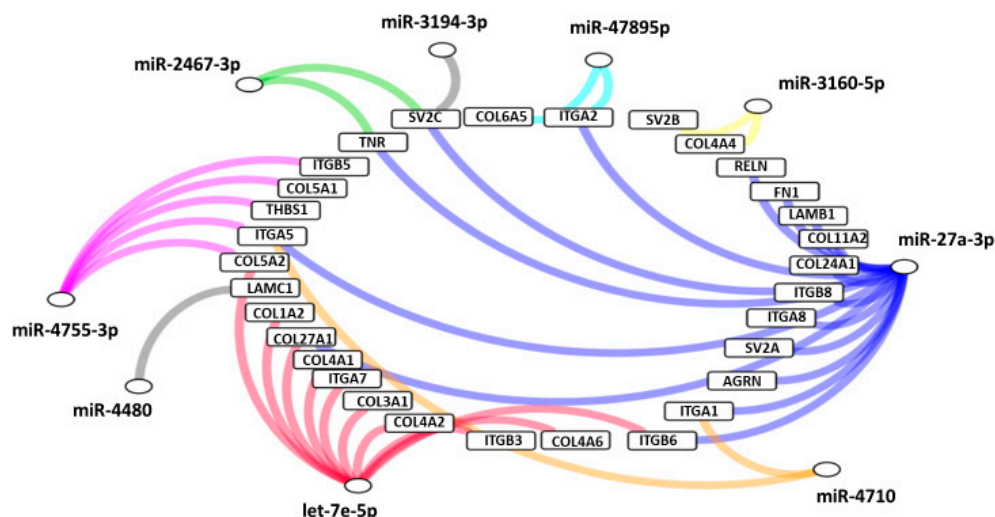 miR-3194-3p
miR-47895p
miR-2467-3p
miR-3160-5p
SV2C
COL6A5
ITGA2
SV2B
TNR
COL4A4
ITGB5
RELN
COL5A1
FN1
THBS1
LAMB1
ITGA5
COL11A2
miR-27a-3p
COL5A2
COL24A1
LAMC1
ITGB8
miR-4755-3p
COL1A2
ITGA8
COL27A1
SV2A
COL4A1
ITGA7
AGRN
miR-4480
COL3A1
ITGA1
COL4A2
ITGB3
COL4A6
ITGB6
miR-4710
let-7e-5p